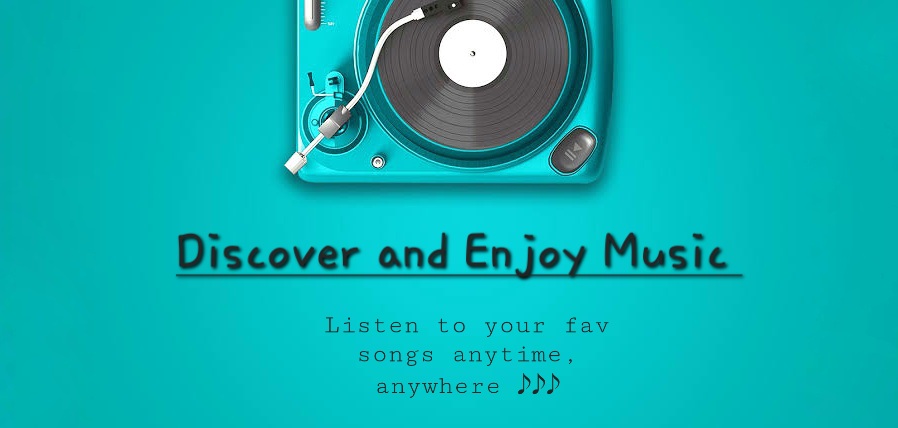 Discover and Enjoy Music
Listen to your fav
songs anytime,
anywhere ♪♪♪